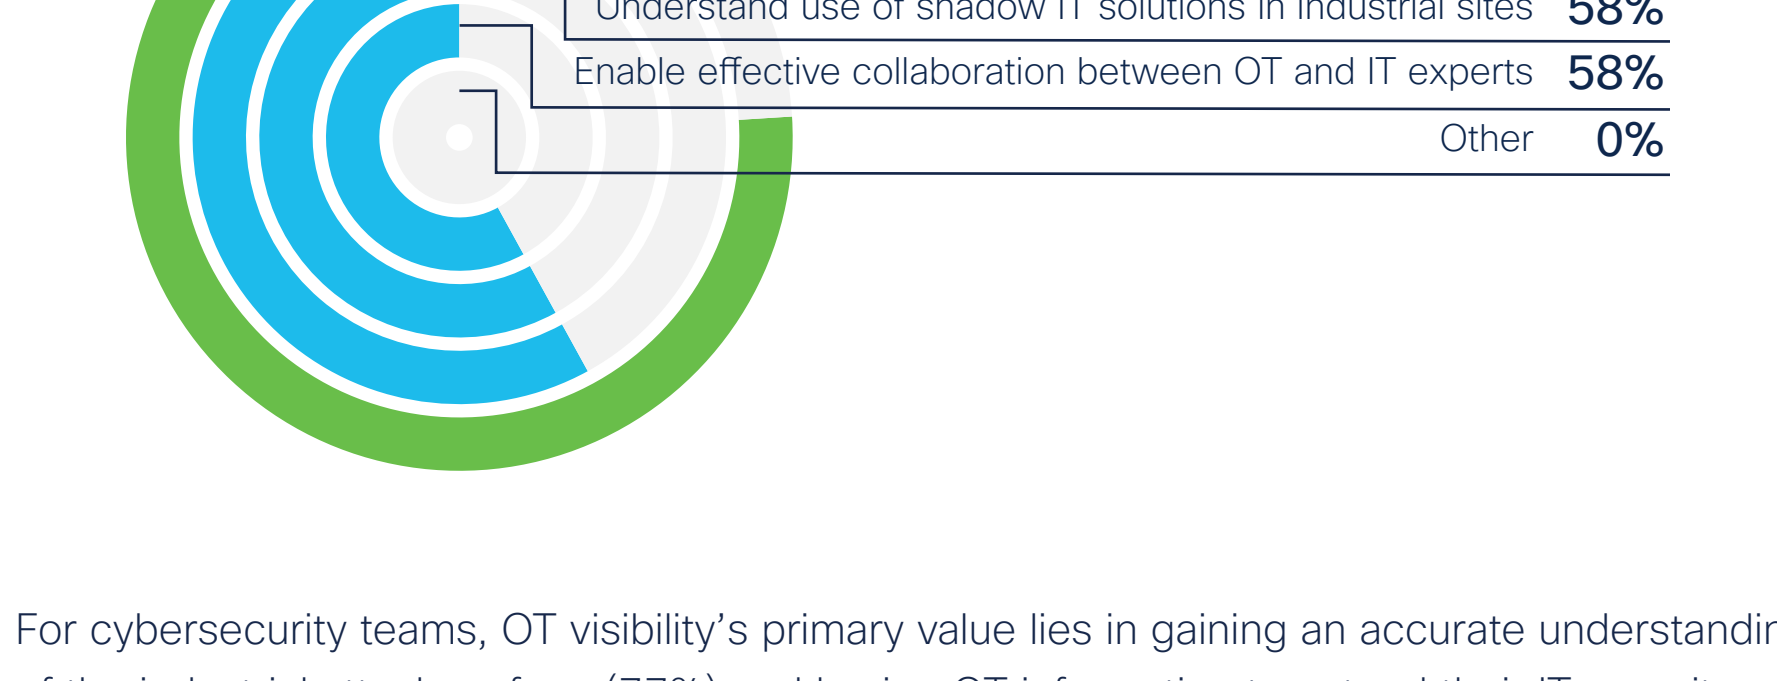 Understand use of shadow IT solutions in industrial sites 58%
Enable effective collaboration between OT and IT experts 58%
Other 0%
For cybersecurity teams, OT visibility’s primary value lies in gaining an accurate